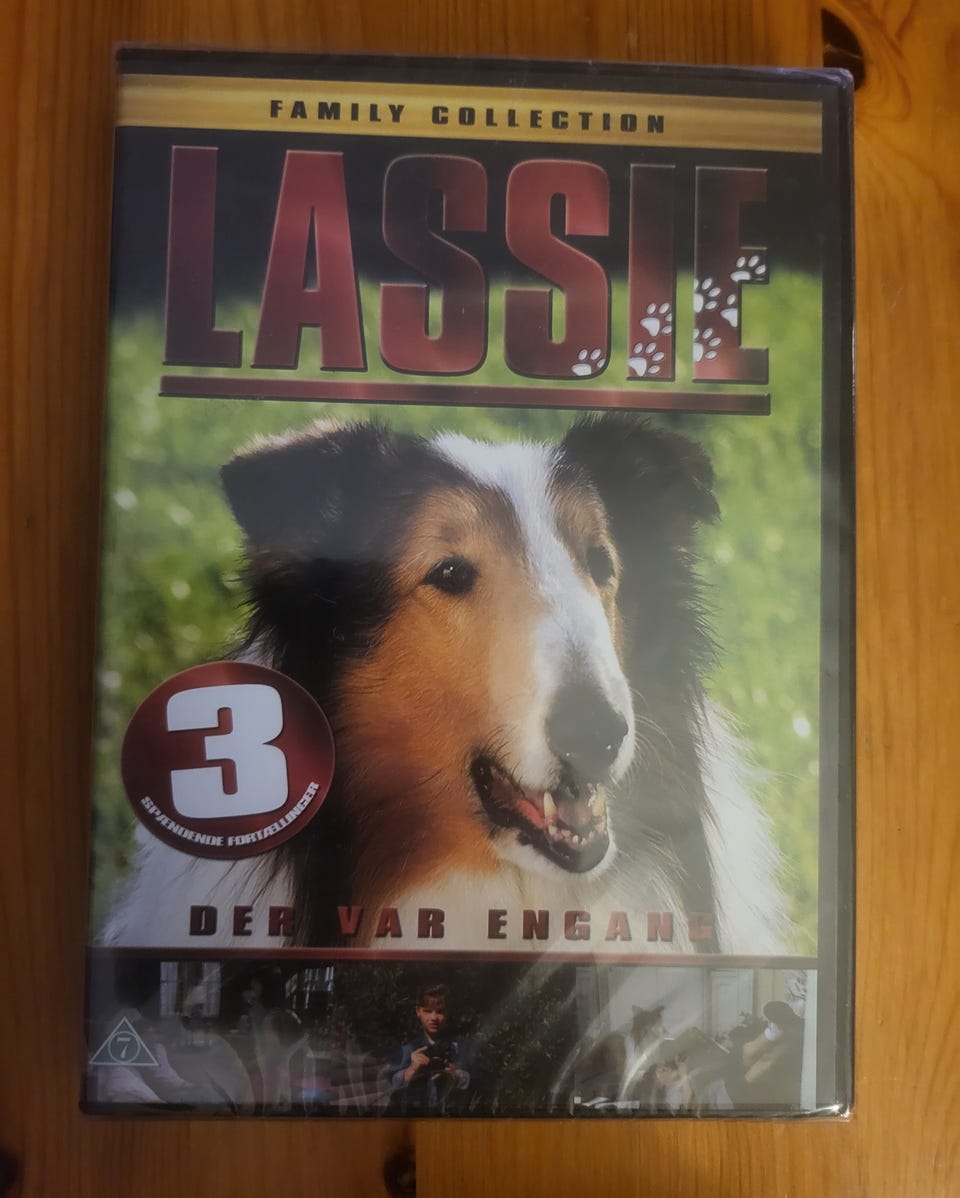 FAMILY COLLECTION
LASSIE
3
SPÆNDENDE FORTÆLLINGER
DER VAR ENGANG
7